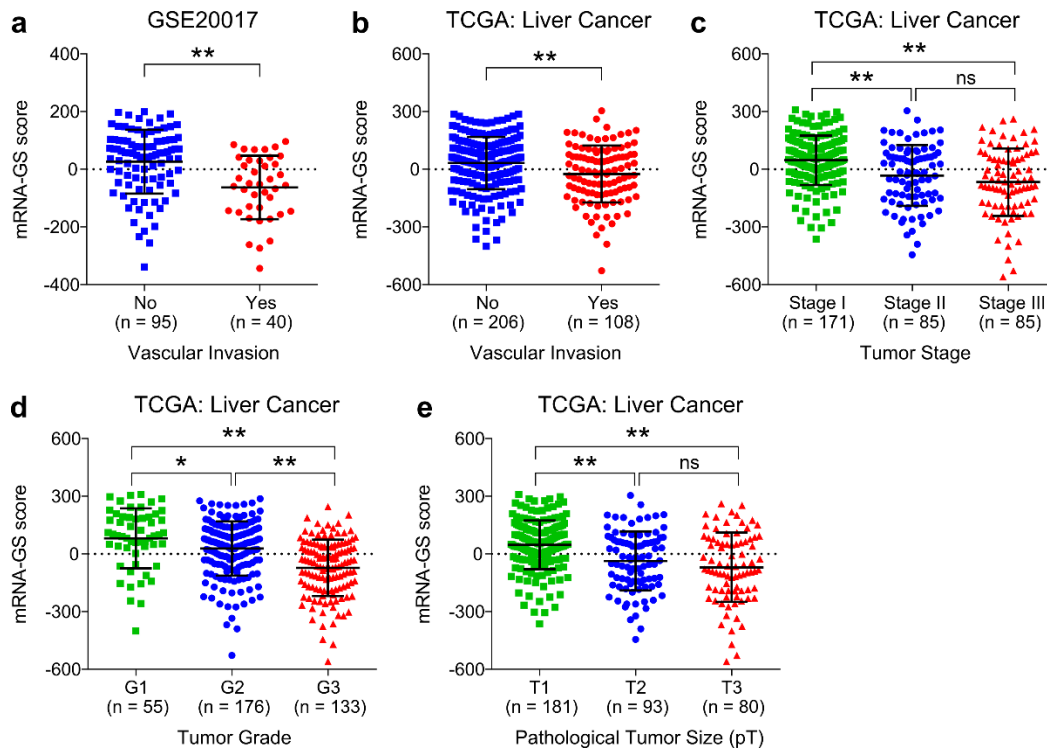 a
GSE20017
**
400
200
0
-200
-400
mRNA-GS score
No
Yes
(n = 95)
(n = 40)
Vascular Invasion
b
TCGA: Liver Cancer
**
600
300
0
-300
-600
mRNA-GS score
No
Yes
(n = 206)
(n = 108)
Vascular Invasion
c
TCGA: Liver Cancer
**
**
ns
600
300
0
-300
-600
mRNA-GS score
Stage I
Stage II
Stage III
(n = 171)
(n = 85)
(n = 85)
Tumor Stage
d
TCGA: Liver Cancer
**
*
**
600
300
0
-300
-600
mRNA-GS score
G1
G2
G3
(n = 55)
(n = 176)
(n = 133)
Tumor Grade
e
TCGA: Liver Cancer
**
**
ns
600
300
0
-300
-600
mRNA-GS score
T1
T2
T3
(n = 181)
(n = 93)
(n = 80)
Pathological Tumor Size (pT)